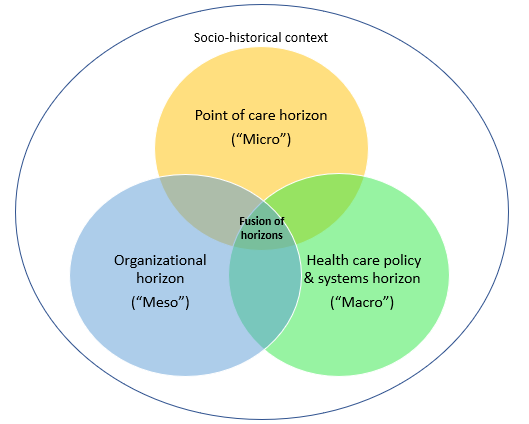 Socio-historical context
Point of care horizon
(“Micro”)
Fusion of
horizons
Organizational
horizon
(“Meso”)
Health care policy
& systems horizon
(“Macro”)